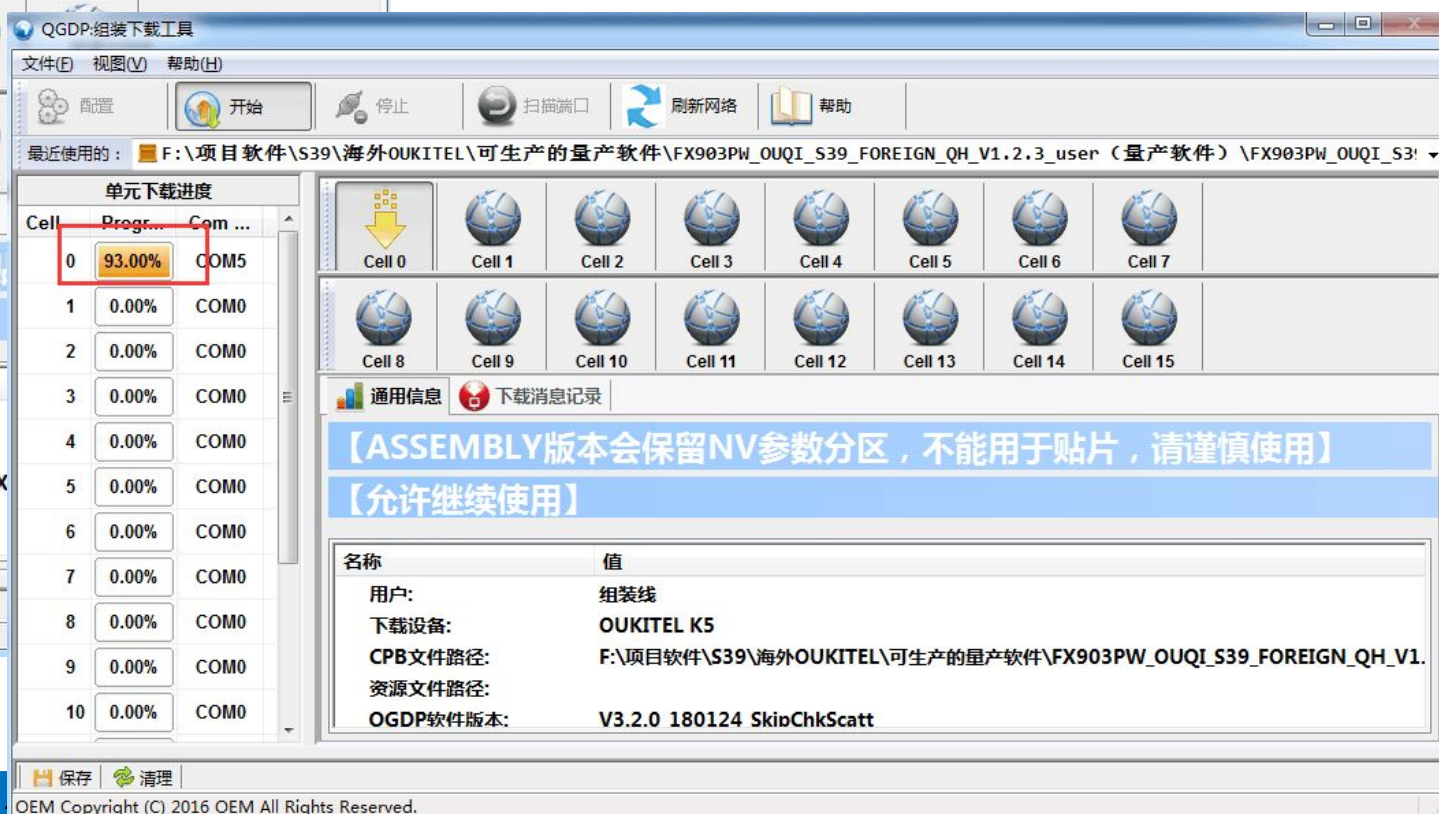 QGDP:组装下载工具
文件(F) 视图(V) 帮助(H)
配置 开始 停止 扫描端口 刷新网络 帮助
最近使用的: F:\项目软件\S39\海外OUKITEL\可生产的量产软件\FX903PW_OUQI_S39_FOREIGN_QH_V1.2.3_user(量产软件)\FX903PW_OUQI_S39
单元下载进度
Cell Progr... Com ...
0 93.00% COM5
1 0.00% COM0
2 0.00% COM0
3 0.00% COM0
4 0.00% COM0
5 0.00% COM0
6 0.00% COM0
7 0.00% COM0
8 0.00% COM0
9 0.00% COM0
10 0.00% COM0
Cell 0 Cell 1 Cell 2 Cell 3 Cell 4 Cell 5 Cell 6 Cell 7
Cell 8 Cell 9 Cell 10 Cell 11 Cell 12 Cell 13 Cell 14 Cell 15
通用信息 下载消息记录
【ASSEMBLY版本会保留NV参数分区，不能用于贴片，请谨慎使用】
【允许继续使用】
名称 值
用户: 组装线
下载设备: OUKITEL K5
CPB文件路径: F:\项目软件\S39\海外OUKITEL\可生产的量产软件\FX903PW_OUQI_S39_FOREIGN_QH_V1.
资源文件路径:
QGDP软件版本: V3.2.0_180124_SkipChkScatt
保存 清理
OEM Copyright (C) 2016 OEM All Rights Reserved.